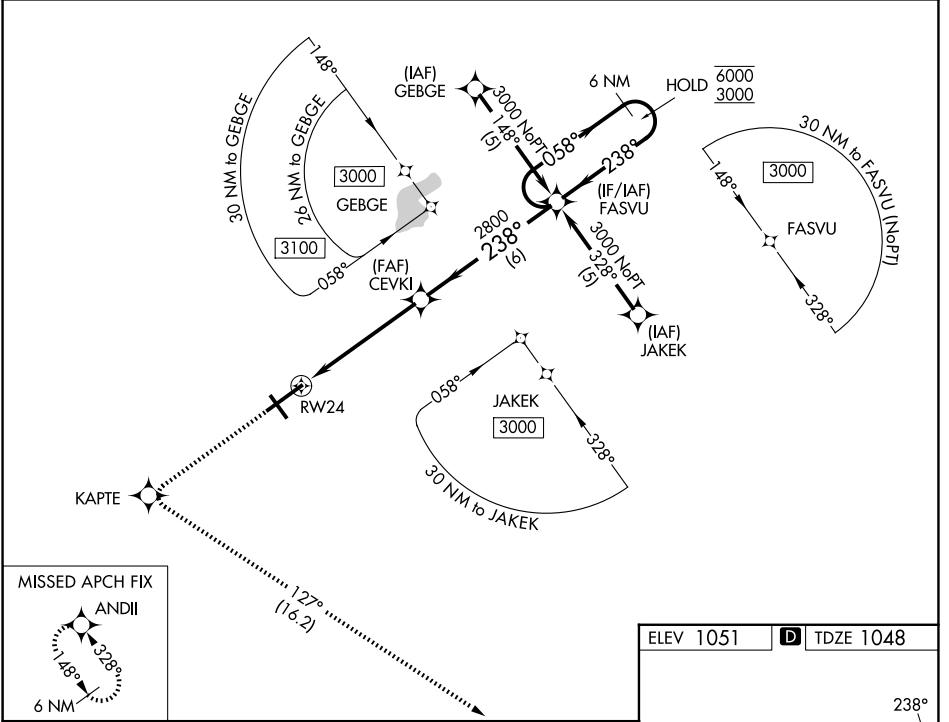 30 NM to GEBGE
26 NM to GEBGE
148°
3000
GEBGE
3100
058°
(IAF)
GEBGE
3000 NoPT
148°
(5)
6 NM
HOLD
6000
3000
058°
238°
(IF/IAF)
FASVU
30 NM to FASVU (NoPT)
148°
3000
FASVU
328°
2800
238°
(6)
3000 NoPT
328°
(5)
(FAF)
CEVKI
(IAF)
JAKEK
RW24
058°
JAKEK
3000
328°
30 NM to JAKEK
KAPTE
127°
(16.2)
MISSED APCH FIX
ANDII
148°
328°
6 NM
ELEV 1051 D TDZE 1048
238°